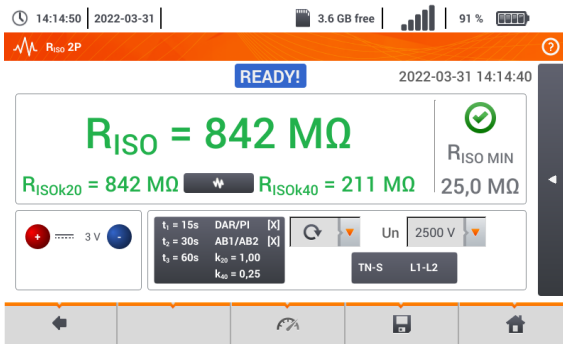 14:14:50 2022-03-31 3.6 GB free 91 %
RISO 2P ?
READY! 2022-03-31 14:14:40
RISO = 842 MΩ
RISO MIN
RISOk20 = 842 MΩ RISOk40 = 211 MΩ 25,0 MΩ
+ 3 V -
t₁ = 15s DAR/PI [X]
t₂ = 30s AB1/AB2 [X]
t₃ = 60s k₂₀ = 1,00
k₄₀ = 0,25
Un 2500 V
TN-S L1-L2